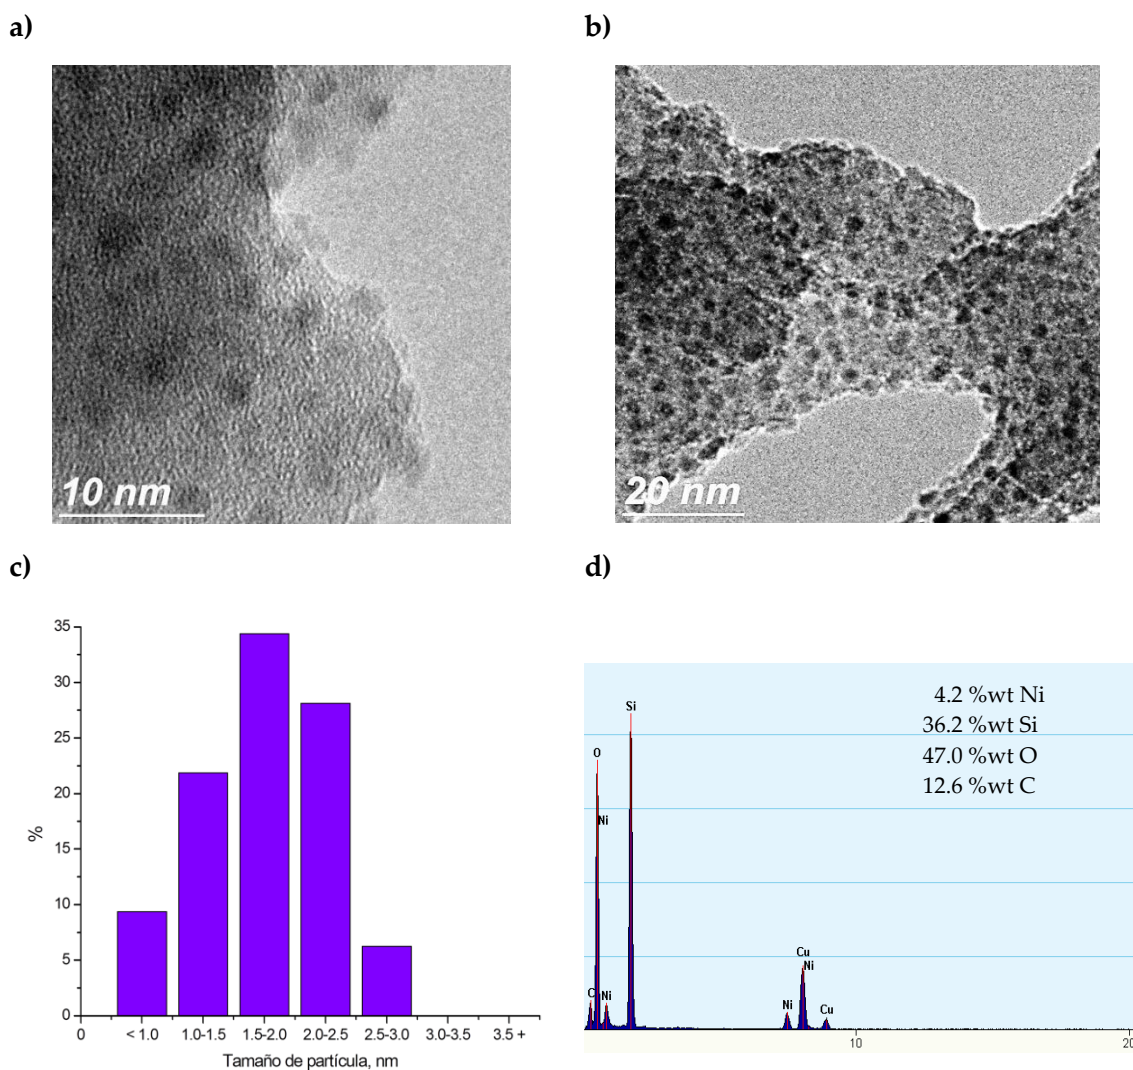 a)
b)
10 nm
20 nm
c)
d)
35
30
25
20
15
10
5
0
%
0
< 1.0
1.0-1.5
1.5-2.0
2.0-2.5
2.5-3.0
3.0-3.5
3.5 +
Tamaño de partícula, nm
4.2 %wt Ni
36.2 %wt Si
47.0 %wt O
12.6 %wt C
Si
O
Ni
C
Ni
Cu
Ni
Ni
Cu
10
20